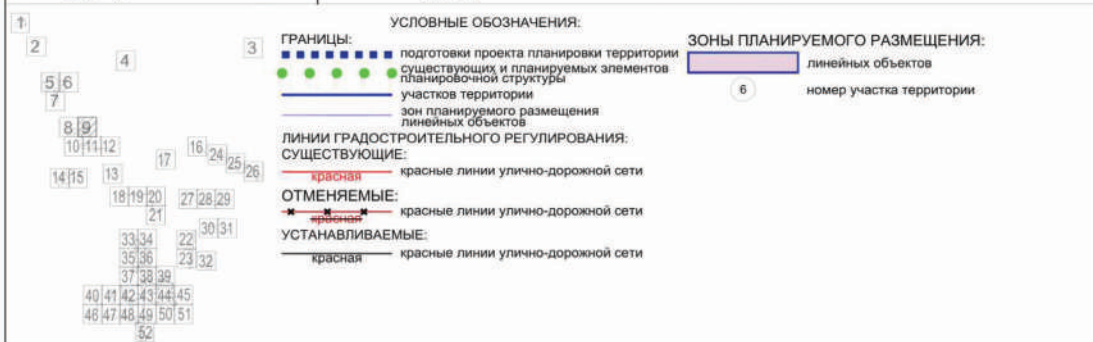 УСЛОВНЫЕ ОБОЗНАЧЕНИЯ:
1
2
3
4
5 6
7
8 9
10 11 12
16
17
24
25
26
13
14 15
18 19 20
27 28 29
21
30 31
33 34
22
35 36
23 32
37 38 39
40 41 42 43 44 45
46 47 48 49 50 51
52
ГРАНИЦЫ:
подготовки проекта планировки территории
существующих и планируемых элементов
планировочной структуры
участков территории
зон планируемого размещения
линейных объектов
ЛИНИИ ГРАДОСТРОИТЕЛЬНОГО РЕГУЛИРОВАНИЯ:
СУЩЕСТВУЮЩИЕ:
красная
красные линии улично-дорожной сети
ОТМЕНЯЕМЫЕ:
красная
красные линии улично-дорожной сети
УСТАНАВЛИВАЕМЫЕ:
красная
красные линии улично-дорожной сети
ЗОНЫ ПЛАНИРУЕМОГО РАЗМЕЩЕНИЯ:
линейных объектов
6
номер участка территории